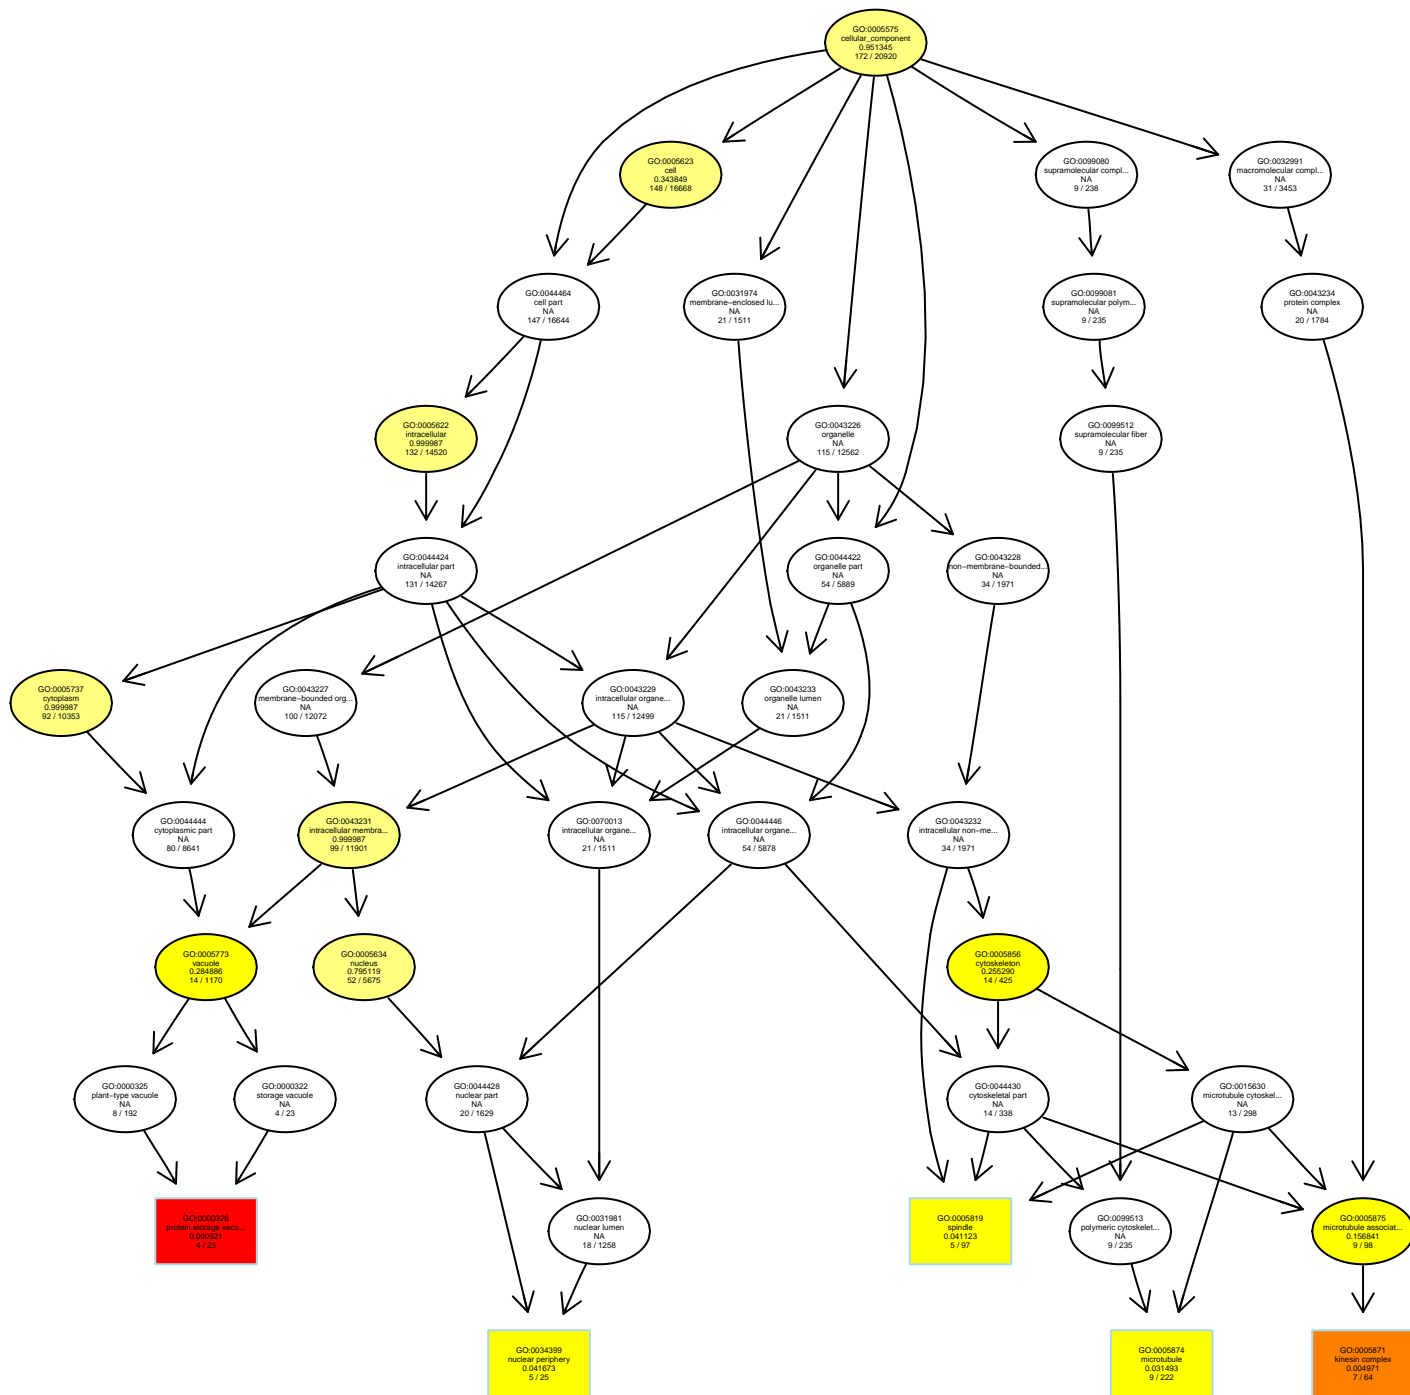 GO:0005575
cellular_component
0.951345
172 / 20920
GO:0005623
cell
0.343849
148 / 16668
GO:0099080
supramolecular compl...
NA
9 / 238
GO:0032991
macromolecular compl...
NA
31 / 3453
GO:0044464
cell part
NA
147 / 16644
GO:0031974
membrane−enclosed lu...
NA
21 / 1511
GO:0099081
supramolecular polym...
NA
9 / 235
GO:0043234
protein complex
NA
20 / 1784
GO:0005622
intracellular
0.999987
132 / 14520
GO:0043226
organelle
NA
115 / 12562
GO:0099512
supramolecular fiber
NA
9 / 235
GO:0044424
intracellular part
NA
131 / 14267
GO:0044422
organelle part
NA
54 / 5889
GO:0043228
non−membrane−bounded...
NA
34 / 1971
GO:0005737
cytoplasm
0.999987
92 / 10353
GO:0043227
membrane−bounded org...
NA
100 / 12072
GO:0043229
intracellular organe...
NA
115 / 12499
GO:0043233
organelle lumen
NA
21 / 1511
GO:0044444
cytoplasmic part
NA
80 / 8641
GO:0043231
intracellular membra...
0.999987
99 / 11901
GO:0070013
intracellular organe...
NA
21 / 1511
GO:0044446
intracellular organe...
NA
54 / 5878
GO:0043232
intracellular non−me...
NA
34 / 1971
GO:0005773
vacuole
0.284886
14 / 1170
GO:0005634
nucleus
0.795119
52 / 5675
GO:0005856
cytoskeleton
0.255290
14 / 425
GO:0000325
plant−type vacuole
NA
8 / 192
GO:0000322
storage vacuole
NA
4 / 23
GO:0044428
nuclear part
NA
20 / 1629
GO:0044430
cytoskeletal part
NA
14 / 338
GO:0015630
microtubule cytoskel...
NA
13 / 298
GO:0000326
protein storage vacu...
0.000921
4 / 23
GO:0031981
nuclear lumen
NA
18 / 1258
GO:0005819
spindle
0.041123
5 / 97
GO:0099513
polymeric cytoskelet...
NA
9 / 235
GO:0005875
microtubule associat...
0.156841
9 / 98
GO:0034399
nuclear periphery
0.041673
5 / 25
GO:0005874
microtubule
0.031493
9 / 222
GO:0005871
kinesin complex
0.004971
7 / 64